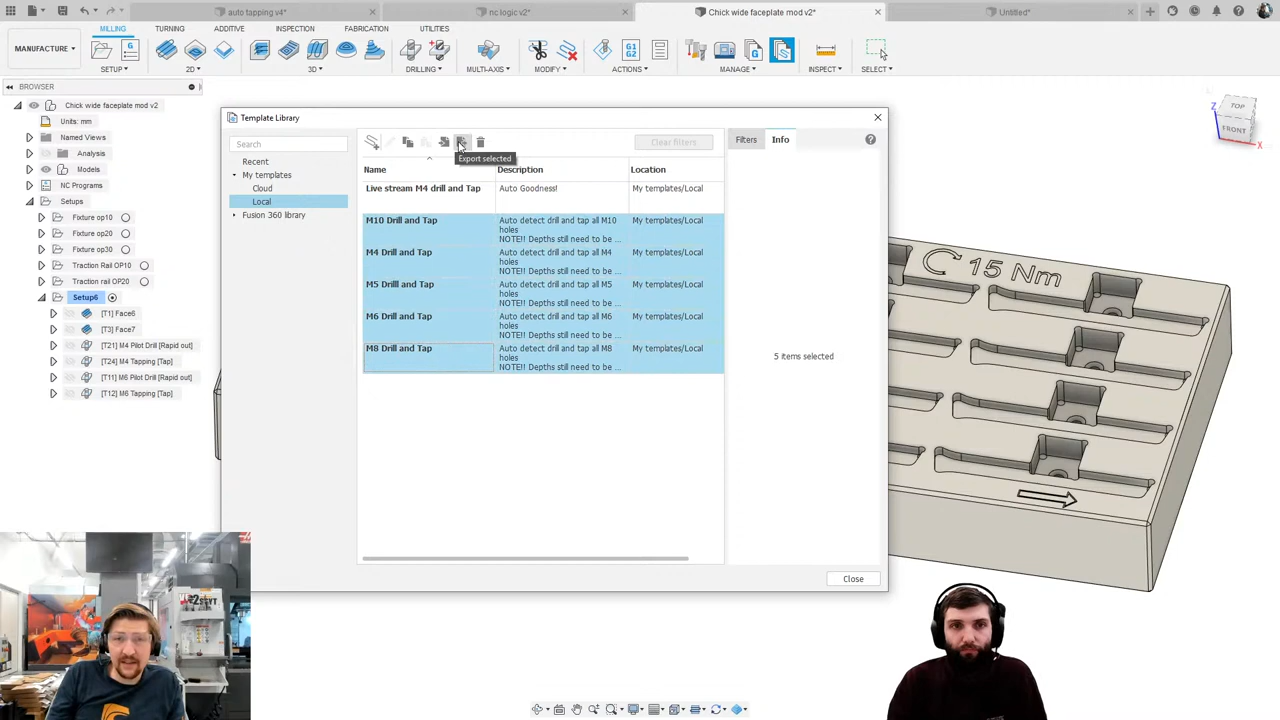 auto tapping v4*
nc logic v2*
Chick wide faceplate mod v2*
Untitled*
MILLING
TURNING
ADDITIVE
INSPECTION
FABRICATION
UTILITIES
MANUFACTURE
G1
G2
SETUP
2D
3D
DRILLING
MULTI-AXIS
MODIFY
ACTIONS
MANAGE
INSPECT
SELECT
BROWSER
Chick wide faceplate mod v2
Units: mm
Named Views
Analysis
Models
NC Programs
Setups
Fixture op10
Fixture op20
Fixture op30
Traction Rail OP10
Traction rail OP20
Setup6
[T1] Face6
[T3] Face7
[T21] M4 Pilot Drill [Rapid out]
[T24] M4 Tapping [Tap]
[T11] M6 Pilot Drill [Rapid out]
[T12] M6 Tapping [Tap]
Template Library
Search
Recent
My templates
Cloud
Local
Fusion 360 library
Export selected
Clear filters
Name
Description
Location
Live stream M4 drill and Tap
Auto Goodness!
My templates/Local
M10 Drill and Tap
Auto detect drill and tap all M10
holes
NOTE!! Depths still need to be ...
My templates/Local
M4 Drill and Tap
Auto detect drill and tap all M4
holes
NOTE!! Depths still need to be ...
My templates/Local
M5 Drilll and Tap
Auto detect drill and tap all M5
holes
NOTE!! Depths still need to be ...
My templates/Local
M6 Drill and Tap
Auto detect drill and tap all M6
holes
NOTE!! Depths still need to be ...
My templates/Local
M8 Drill and Tap
Auto detect drill and tap all M8
holes
NOTE!! Depths still need to be ...
My templates/Local
Filters
Info
5 items selected
Close
TOP
FRONT
Z
X
15 Nm